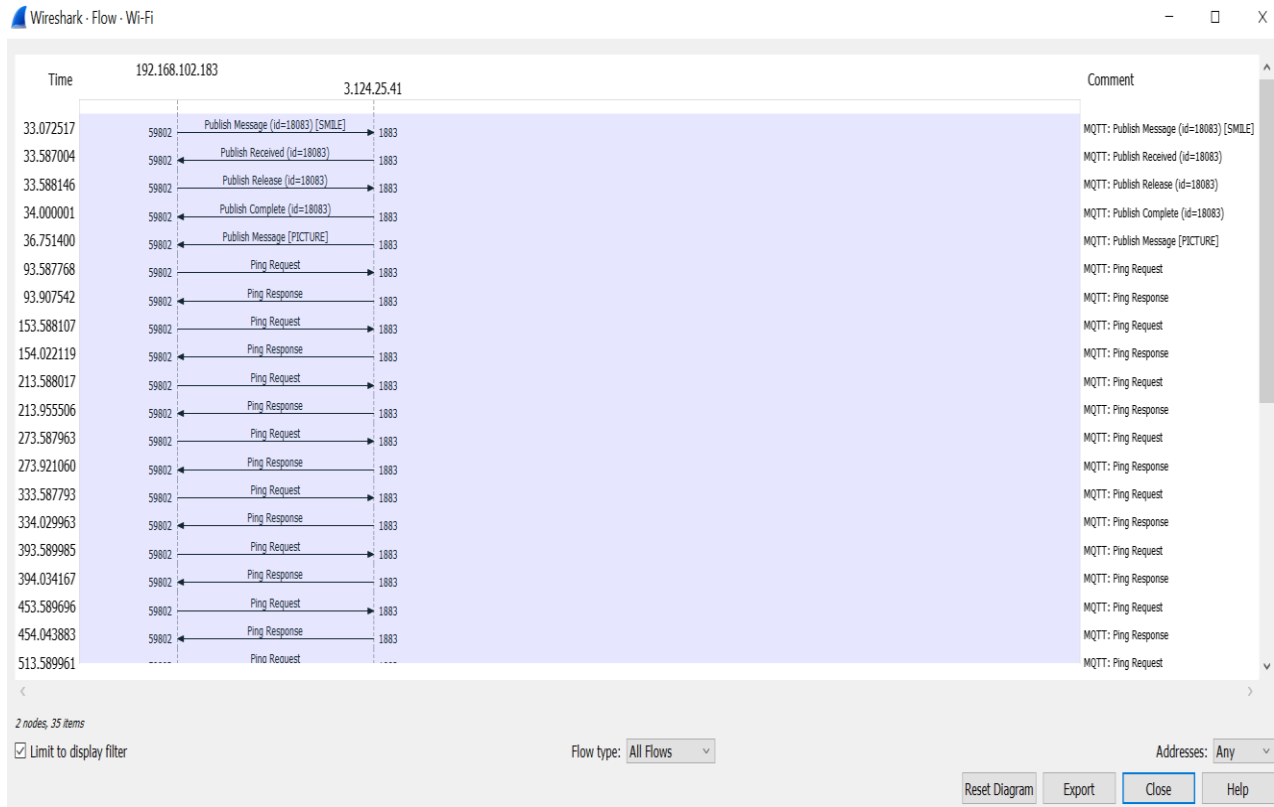 Wireshark · Flow · Wi-Fi
Time 192.168.102.183 3.124.25.41 Comment
33.072517 59802 Publish Message (id=18083) [SMILE] 1883 MQTT: Publish Message (id=18083) [SMILE]
33.587004 59802 Publish Received (id=18083) 1883 MQTT: Publish Received (id=18083)
33.588146 59802 Publish Release (id=18083) 1883 MQTT: Publish Release (id=18083)
34.000001 59802 Publish Complete (id=18083) 1883 MQTT: Publish Complete (id=18083)
36.751400 59802 Publish Message [PICTURE] 1883 MQTT: Publish Message [PICTURE]
93.587768 59802 Ping Request 1883 MQTT: Ping Request
93.907542 59802 Ping Response 1883 MQTT: Ping Response
153.588107 59802 Ping Request 1883 MQTT: Ping Request
154.022119 59802 Ping Response 1883 MQTT: Ping Response
213.588017 59802 Ping Request 1883 MQTT: Ping Request
213.955506 59802 Ping Response 1883 MQTT: Ping Response
273.587963 59802 Ping Request 1883 MQTT: Ping Request
273.921060 59802 Ping Response 1883 MQTT: Ping Response
333.587793 59802 Ping Request 1883 MQTT: Ping Request
334.029963 59802 Ping Response 1883 MQTT: Ping Response
393.589985 59802 Ping Request 1883 MQTT: Ping Request
394.034167 59802 Ping Response 1883 MQTT: Ping Response
453.589696 59802 Ping Request 1883 MQTT: Ping Request
454.043883 59802 Ping Response 1883 MQTT: Ping Response
513.589961 Ping Request MQTT: Ping Request
2 nodes, 35 items
Limit to display filter Flow type: All Flows Addresses: Any
Reset Diagram Export Close Help